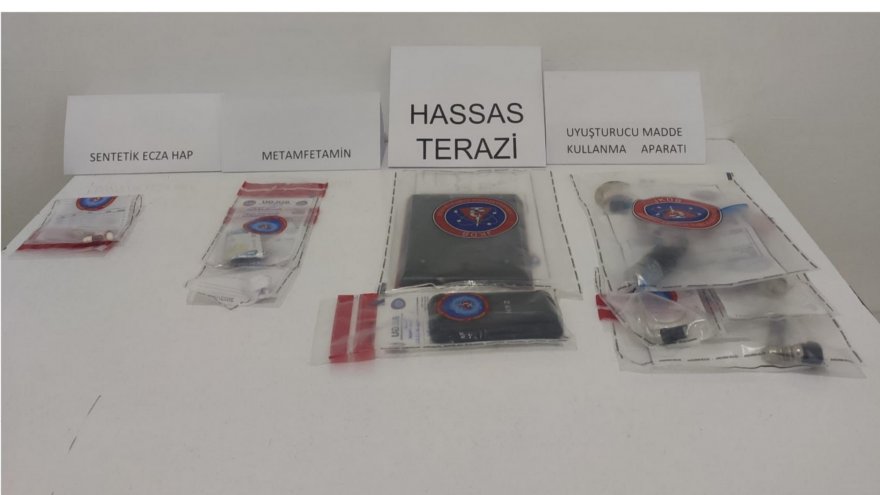 SENTETİK ECZA HAP
METAMFETAMİN
HASSAS
TERAZİ
UYUŞTURUCU MADDE
KULLANMA APARATI